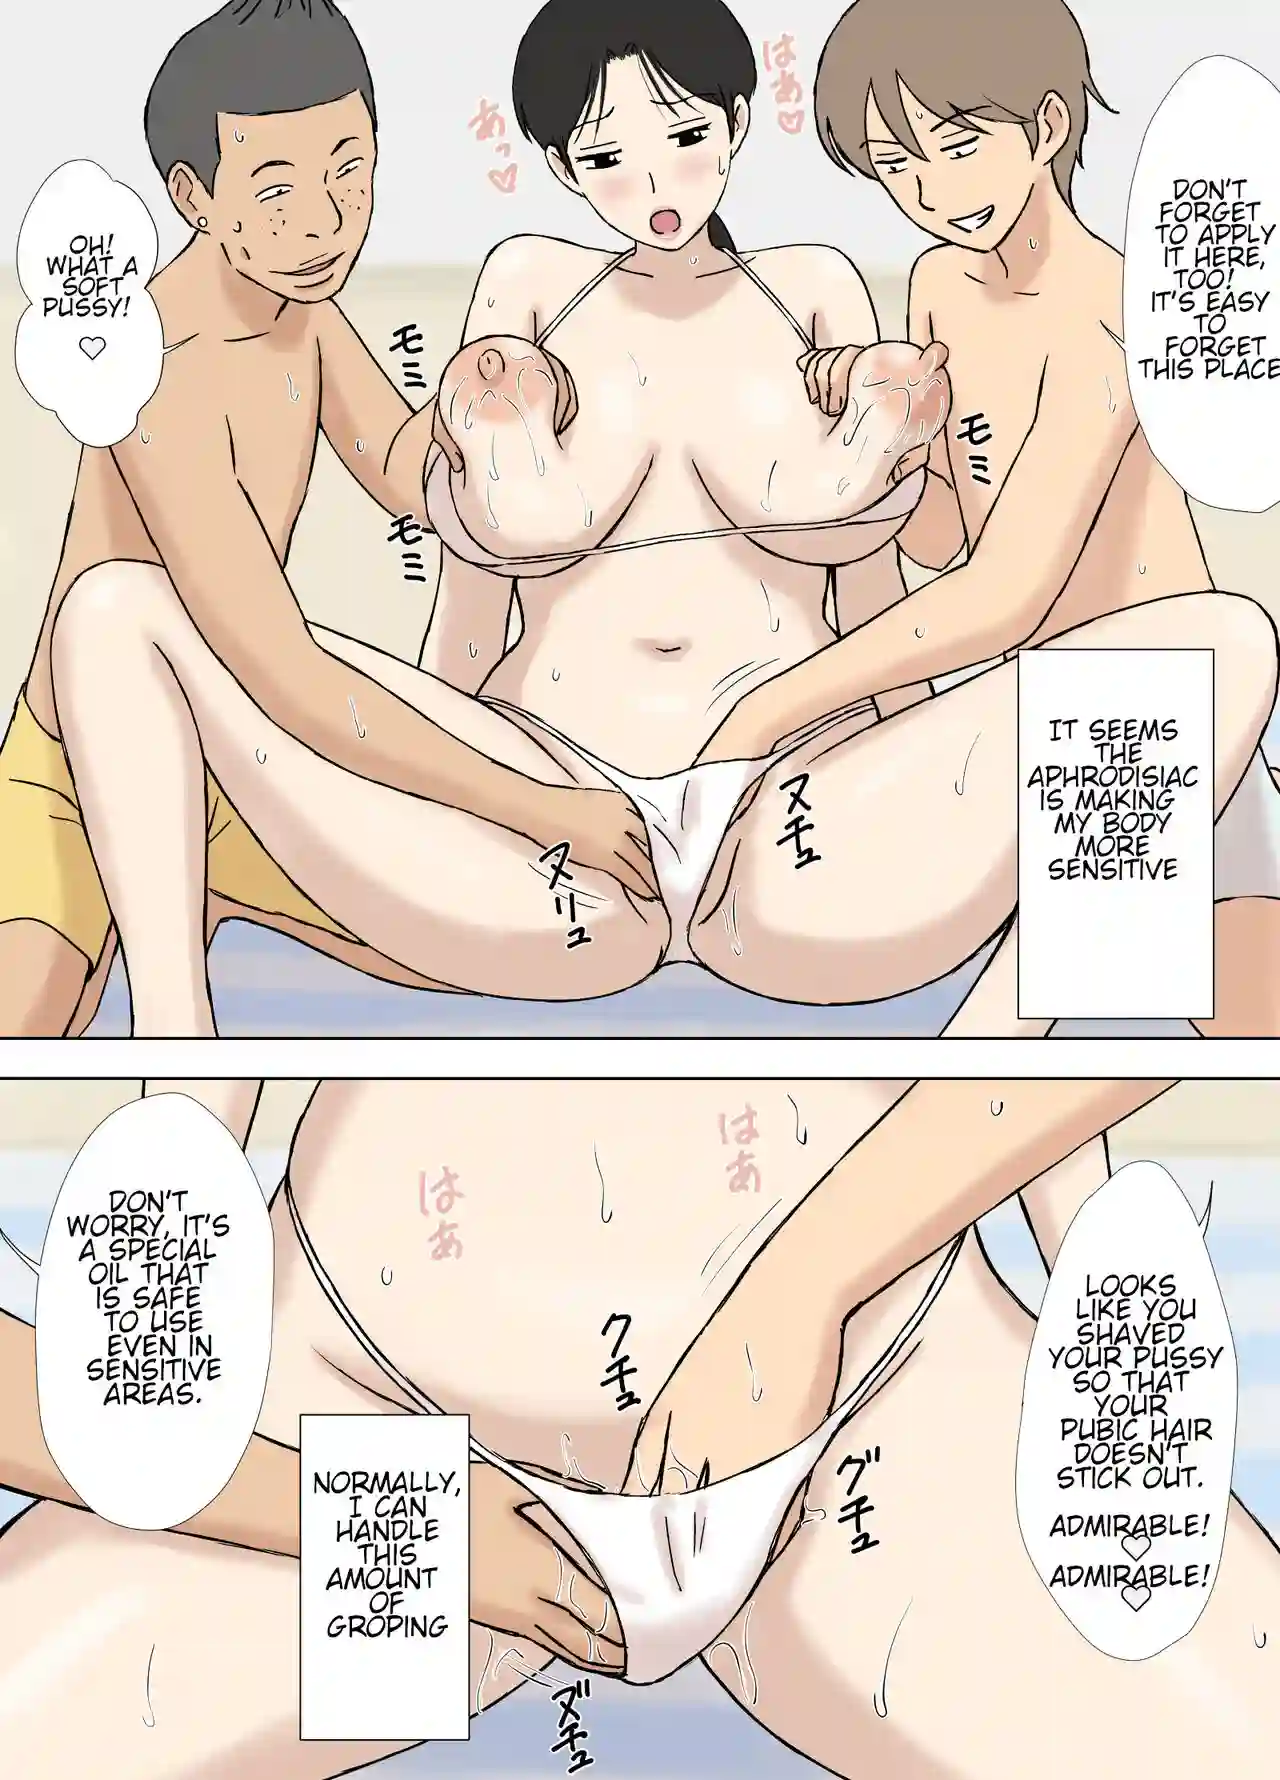 DON'T
FORGET
TO APPLY
IT HERE,
TOO!
IT'S EASY
TO
FORGET
THIS PLACE
はあ♡
あっ♡
OH!
WHAT A
SOFT
PUSSY!
♡
モミ
モミ
モミ
IT SEEMS
THE
APHRODISIAC
IS MAKING
MY BODY
MORE
SENSITIVE
ヌチュ
ヌリュ
はあ
はあ
DON'T
WORRY, IT'S
A SPECIAL
OIL THAT
IS SAFE
TO USE
EVEN IN
SENSITIVE
AREAS.
LOOKS
LIKE YOU
SHAVED
YOUR PUSSY
SO THAT
YOUR
PUBIC HAIR
DOESN'T
STICK OUT.
ADMIRABLE!
♡
ADMIRABLE!
♡
クチュ
グチュ
NORMALLY,
I CAN
HANDLE
THIS
AMOUNT
OF
GROPING
ヌチュ